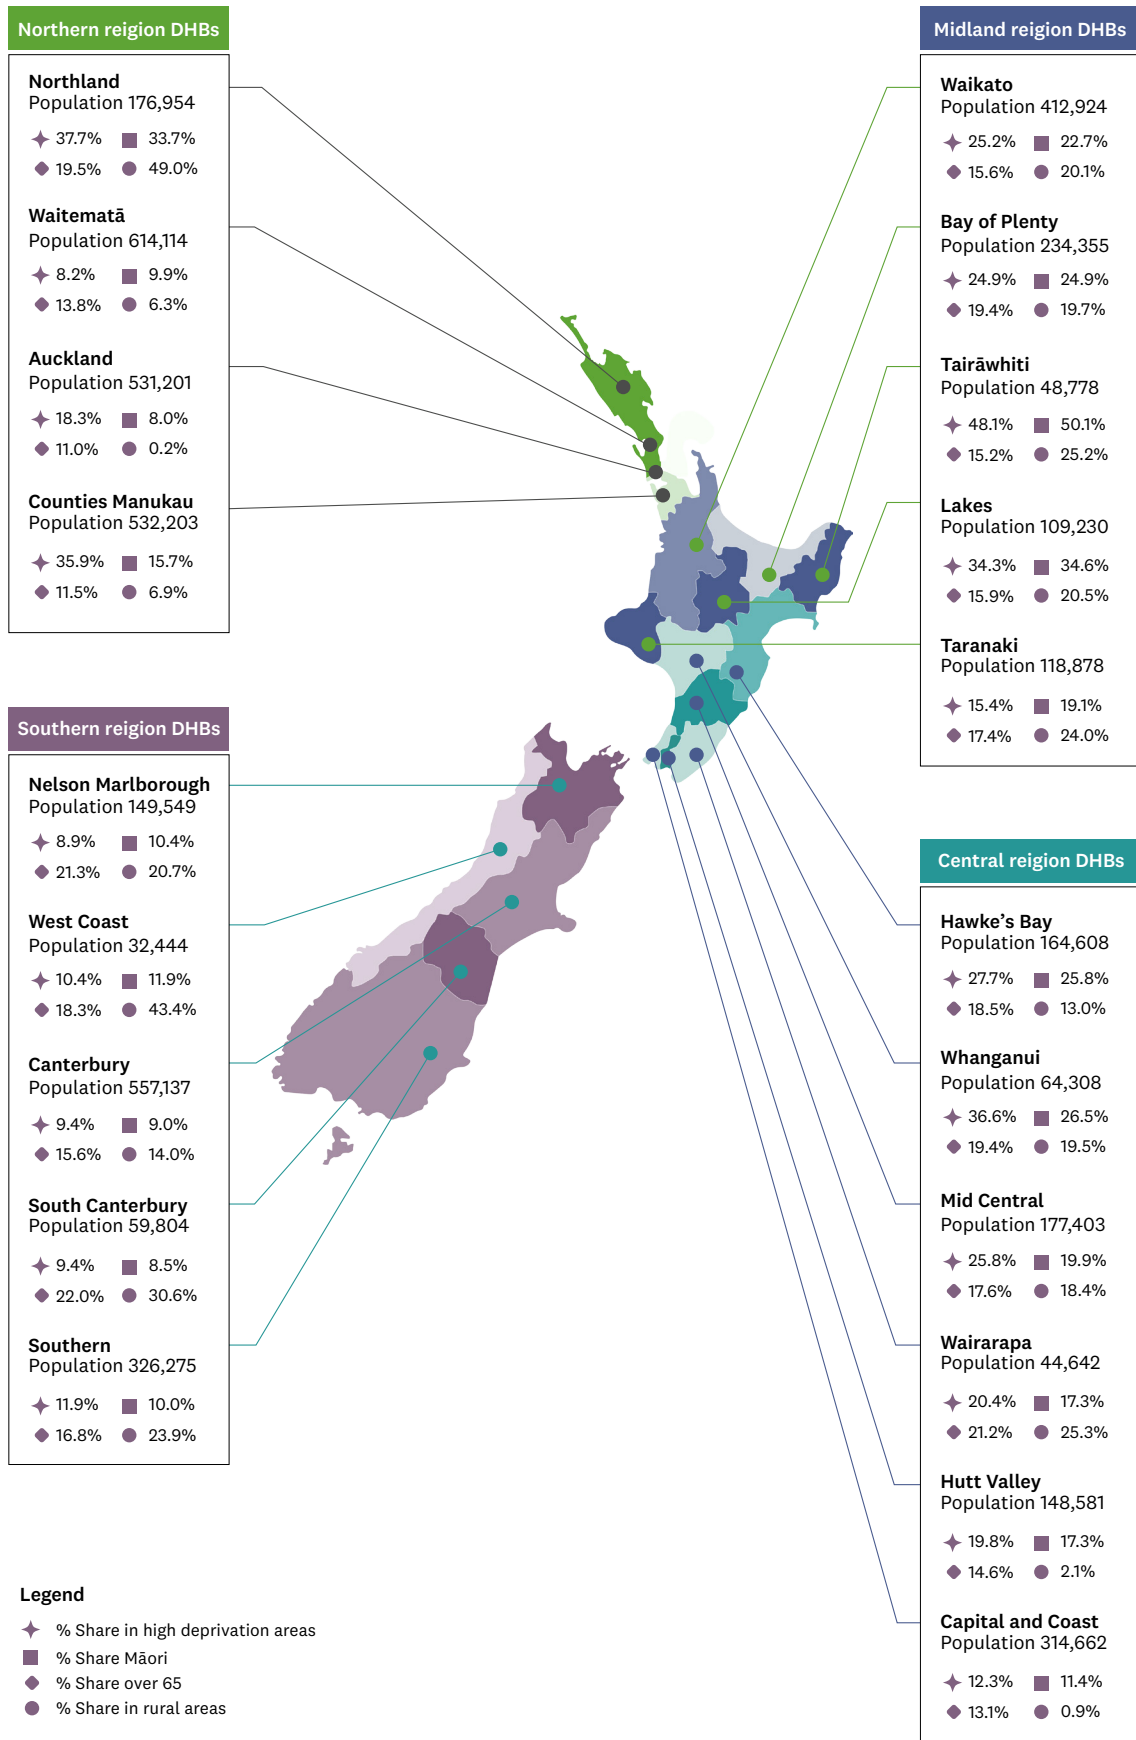 Northern reigion DHBs
Northland
Population 176,954
37.7% 33.7%
19.5% 49.0%
Waitematā
Population 614,114
8.2% 9.9%
13.8% 6.3%
Auckland
Population 531,201
18.3% 8.0%
11.0% 0.2%
Counties Manukau
Population 532,203
35.9% 15.7%
11.5% 6.9%
Southern reigion DHBs
Nelson Marlborough
Population 149,549
8.9% 10.4%
21.3% 20.7%
West Coast
Population 32,444
10.4% 11.9%
18.3% 43.4%
Canterbury
Population 557,137
9.4% 9.0%
15.6% 14.0%
South Canterbury
Population 59,804
9.4% 8.5%
22.0% 30.6%
Southern
Population 326,275
11.9% 10.0%
16.8% 23.9%
Legend
% Share in high deprivation areas
% Share Māori
% Share over 65
% Share in rural areas
Midland reigion DHBs
Waikato
Population 412,924
25.2% 22.7%
15.6% 20.1%
Bay of Plenty
Population 234,355
24.9% 24.9%
19.4% 19.7%
Tairāwhiti
Population 48,778
48.1% 50.1%
15.2% 25.2%
Lakes
Population 109,230
34.3% 34.6%
15.9% 20.5%
Taranaki
Population 118,878
15.4% 19.1%
17.4% 24.0%
Central reigion DHBs
Hawke's Bay
Population 164,608
27.7% 25.8%
18.5% 13.0%
Whanganui
Population 64,308
36.6% 26.5%
19.4% 19.5%
Mid Central
Population 177,403
25.8% 19.9%
17.6% 18.4%
Wairarapa
Population 44,642
20.4% 17.3%
21.2% 25.3%
Hutt Valley
Population 148,581
19.8% 17.3%
14.6% 2.1%
Capital and Coast
Population 314,662
12.3% 11.4%
13.1% 0.9%